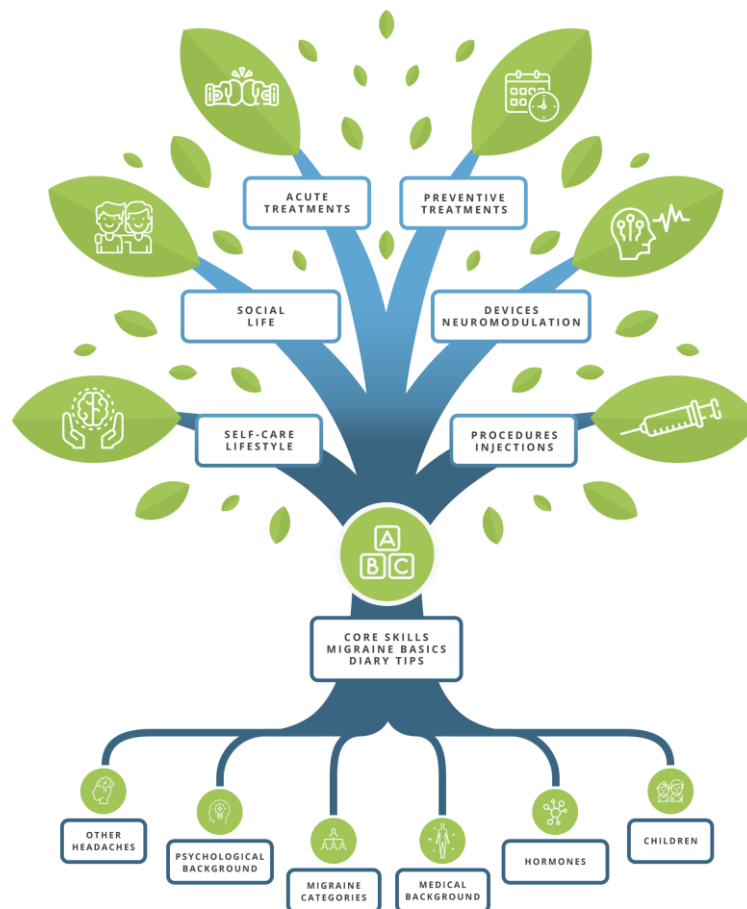 ACUTE
TREATMENTS
PREVENTIVE
TREATMENTS
SOCIAL
LIFE
DEVICES
NEUROMODULATION
SELF-CARE
LIFESTYLE
PROCEDURES
INJECTIONS
A
B C
CORE SKILLS
MIGRAINE BASICS
DIARY TIPS
OTHER
HEADACHES
PSYCHOLOGICAL
BACKGROUND
MIGRAINE
CATEGORIES
MEDICAL
BACKGROUND
HORMONES
CHILDREN